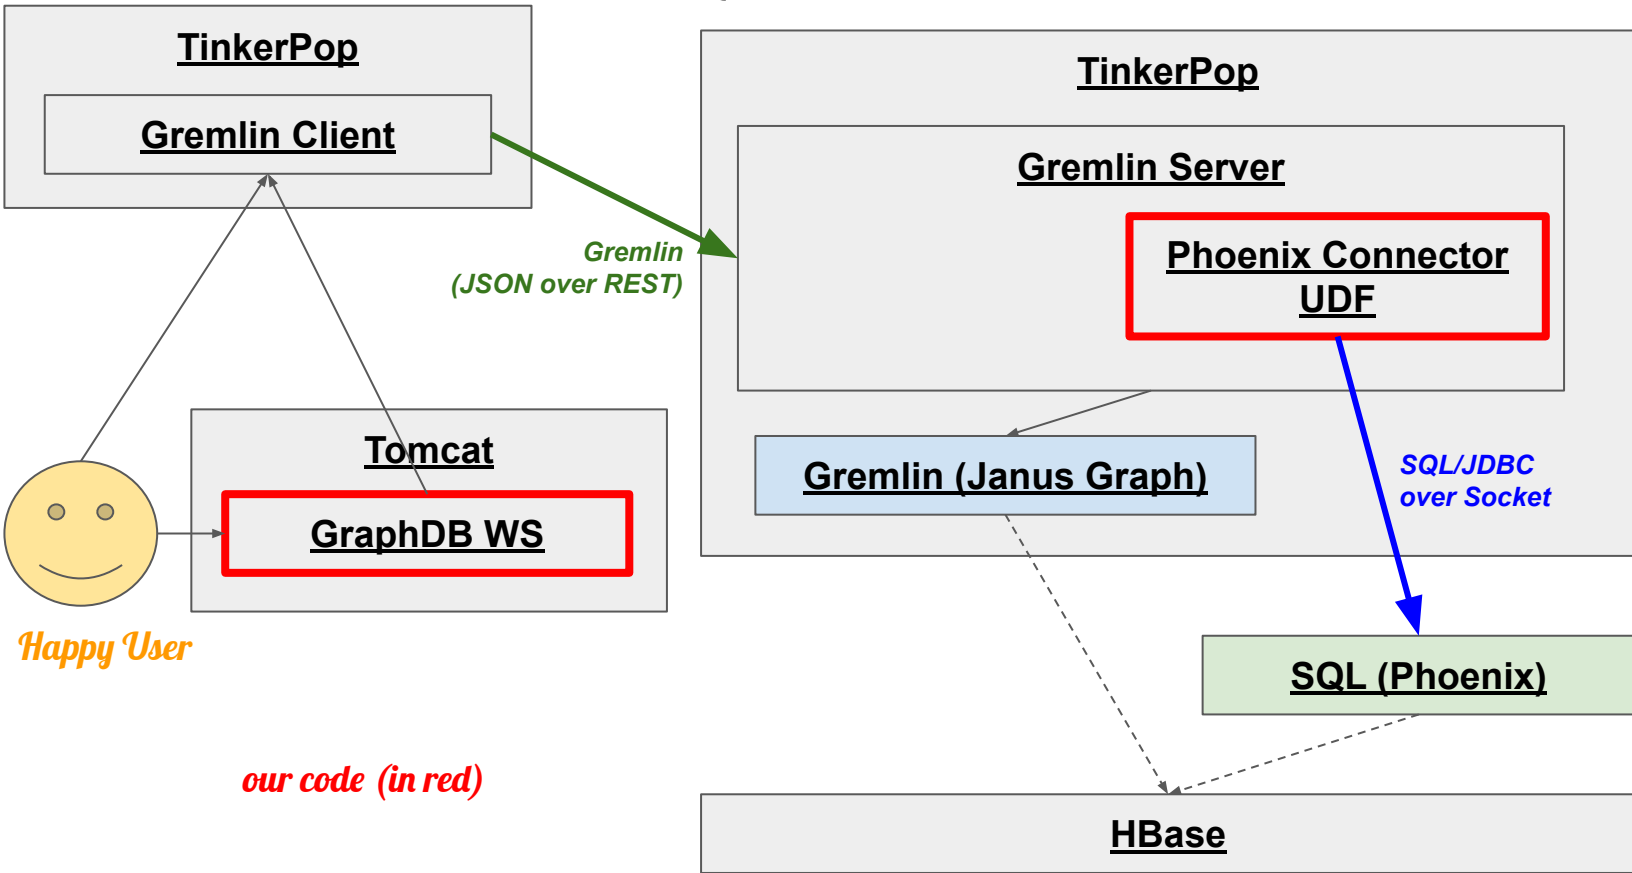 TinkerPop
Gremlin Client
TinkerPop
Gremlin Server
Phoenix Connector
UDF
Gremlin
(JSON over REST)
Tomcat
GraphDB WS
Gremlin (Janus Graph)
SQL/JDBC
over Socket
Happy User
SQL (Phoenix)
our code (in red)
HBase